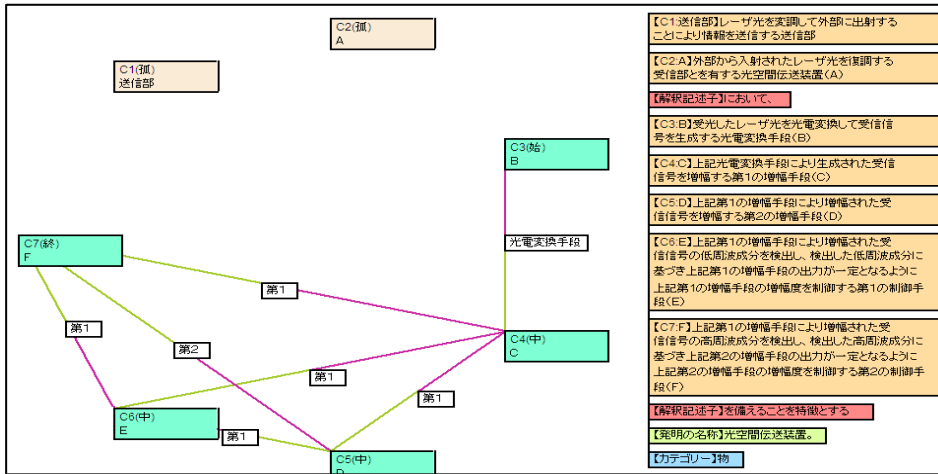 C2(孤)
A
C1(孤)
送信部
C3(始)
B
光電変換手段
C7(終)
F
第1
第1
第2
C4(中)
C
第1
第1
C6(中)
E
第1
C5(中)
D
【C1:送信部】レーザ光を変調して外部に出射する
ことにより情報を送信する送信部
【C2:A】外部から入射されたレーザ光を復調する
受信部とを有する光空間伝送装置(A)
【解釈記述子】において、
【C3:B】受光したレーザ光を光電変換して受信信
号を生成する光電変換手段(B)
【C4:C】上記光電変換手段により生成された受信
信号を増幅する第1の増幅手段(C)
【C5:D】上記第1の増幅手段により増幅された受
信信号を増幅する第2の増幅手段(D)
【C6:E】上記第1の増幅手段により増幅された受
信信号の低周波成分を検出し、検出した低周波成分に
基づき上記第1の増幅手段の出力が一定となるように
上記第1の増幅手段の増幅度を制御する第1の制御手
段(E)
【C7:F】上記第1の増幅手段により増幅された受
信信号の高周波成分を検出し、検出した高周波成分に
基づき上記第2の増幅手段の出力が一定となるように
上記第2の増幅手段の増幅度を制御する第2の制御手
段(F)
【解釈記述子】を備えることを特徴とする
【発明の名称】光空間伝送装置。
【カテゴリー】物